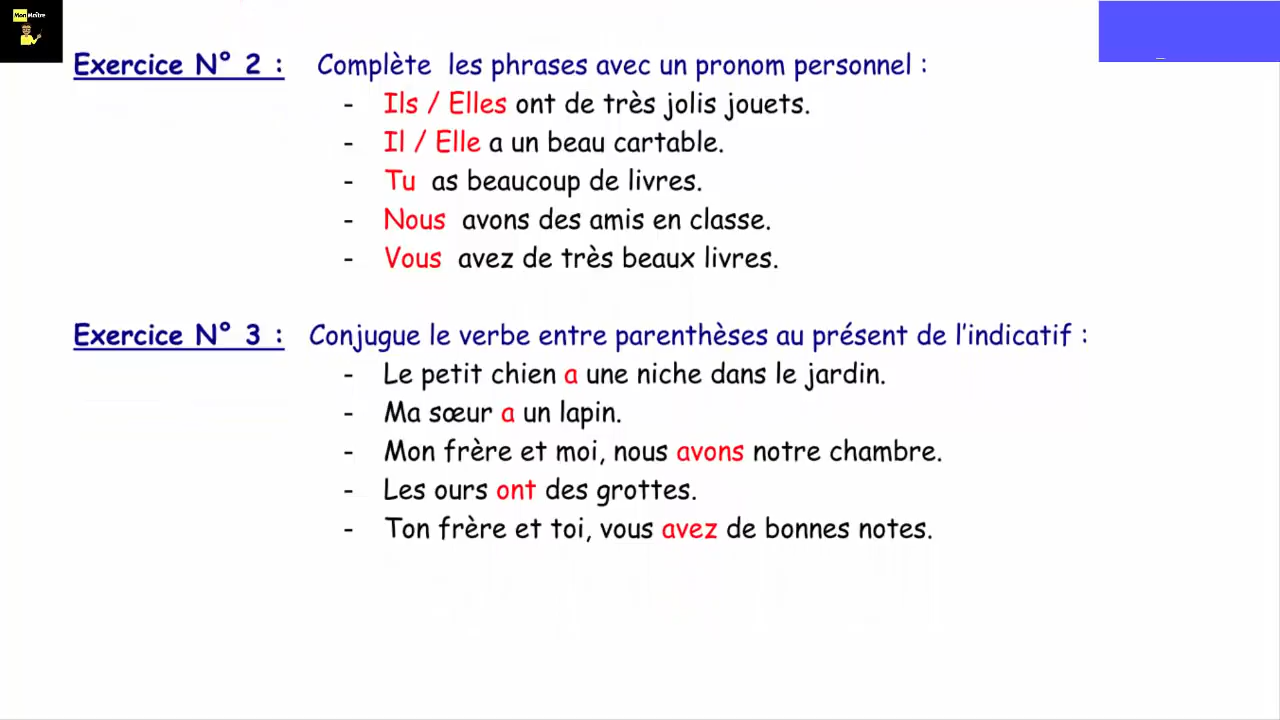 Mon Maître
Exercice N° 2 : Complète les phrases avec un pronom personnel :
- Ils / Elles ont de très jolis jouets.
- Il / Elle a un beau cartable.
- Tu as beaucoup de livres.
- Nous avons des amis en classe.
- Vous avez de très beaux livres.
Exercice N° 3 : Conjugue le verbe entre parenthèses au présent de l’indicatif :
- Le petit chien a une niche dans le jardin.
- Ma sœur a un lapin.
- Mon frère et moi, nous avons notre chambre.
- Les ours ont des grottes.
- Ton frère et toi, vous avez de bonnes notes.